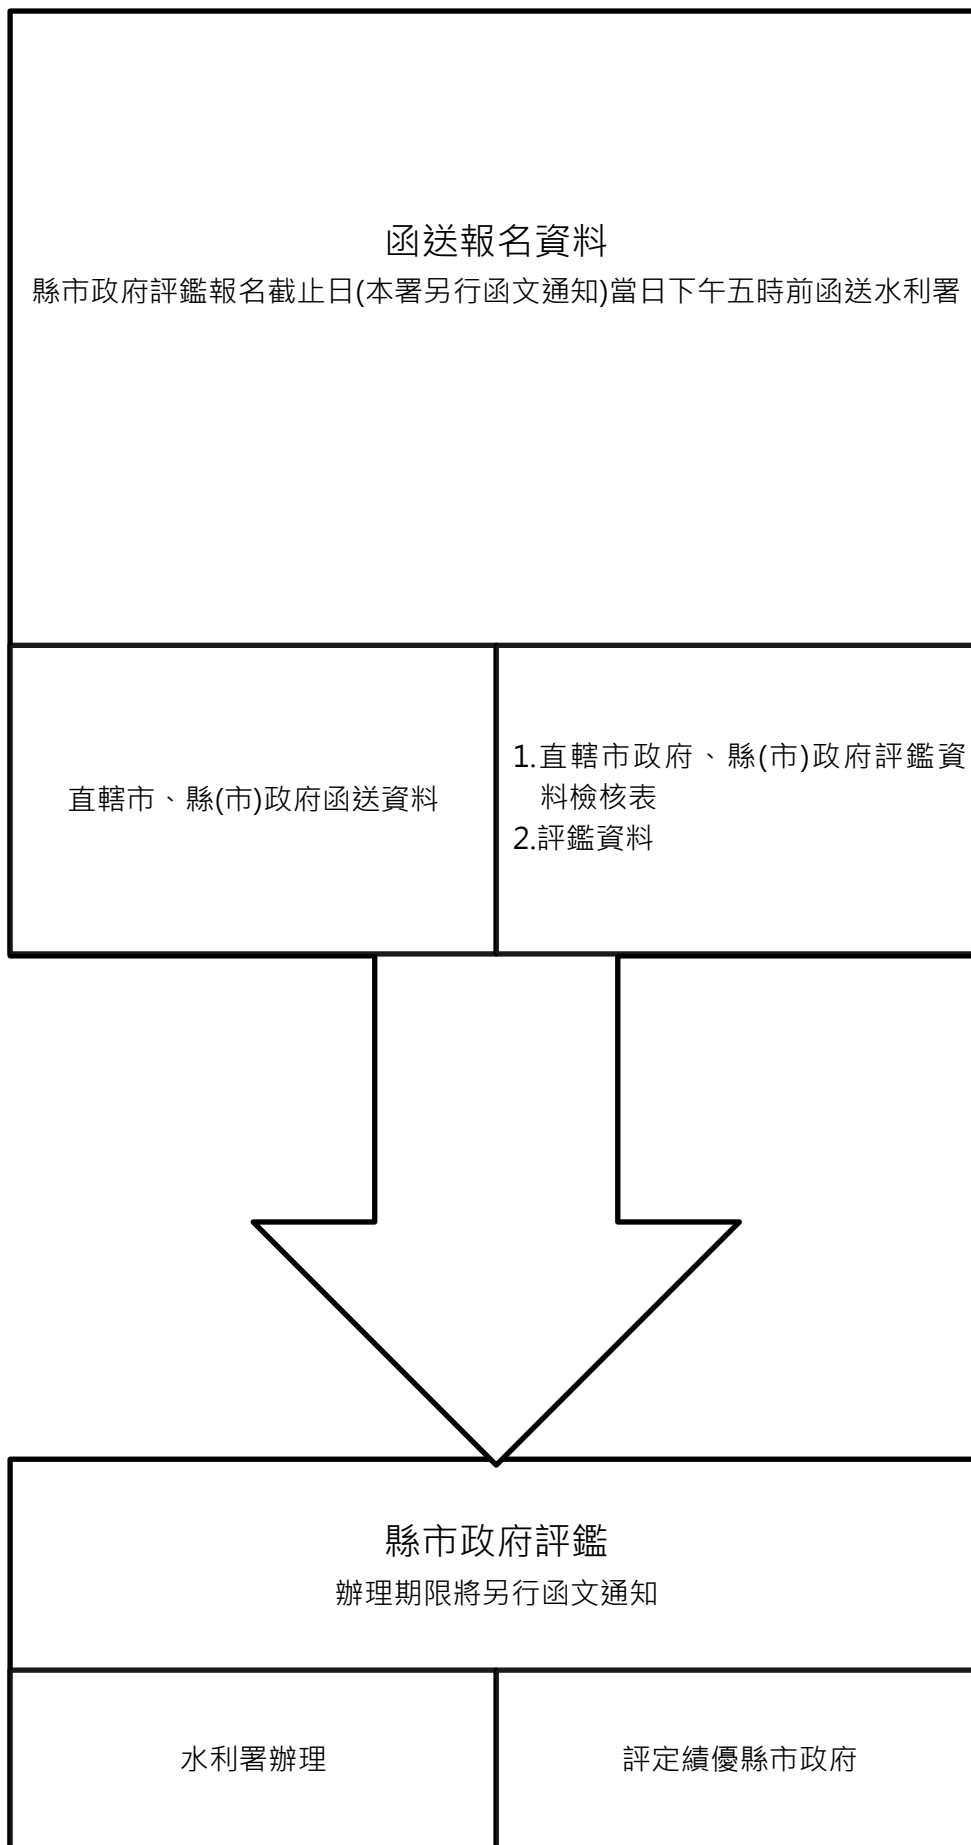 函送報名資料
縣市政府評鑑報名截止日(本署另行函文通知)當日下午五時前函送水利署
直轄市、縣(市)政府函送資料
1.直轄市政府、縣(市)政府評鑑資
料檢核表
2.評鑑資料
縣市政府評鑑
辦理期限將另行函文通知
水利署辦理
評定績優縣市政府